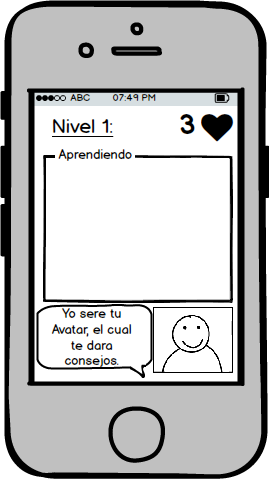 ABC 07:49 PM
Nivel 1:
3
Aprendiendo
Yo sere tu
Avatar, el cual
te dara
consejos.